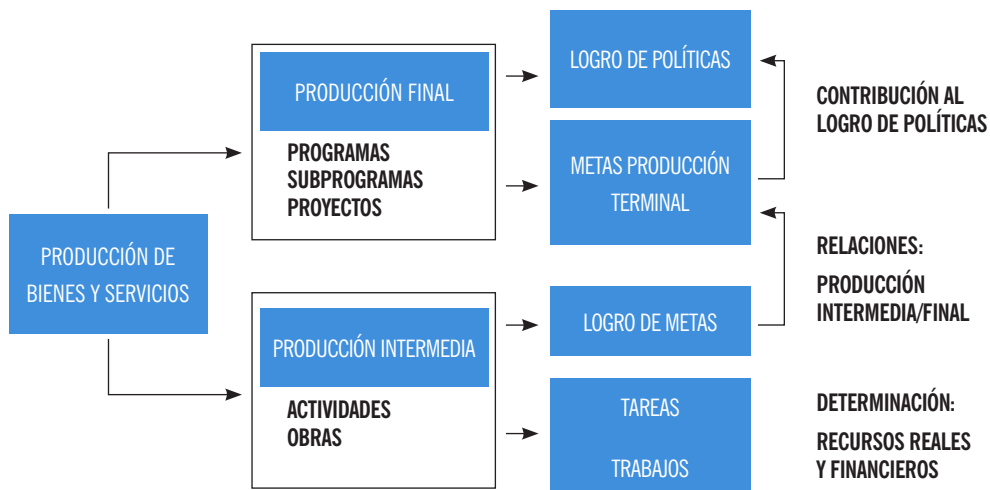 PRODUCCIÓN DE
BIENES Y SERVICIOS
PRODUCCIÓN FINAL
PROGRAMAS
SUBPROGRAMAS
PROYECTOS
PRODUCCIÓN INTERMEDIA
ACTIVIDADES
OBRAS
LOGRO DE POLÍTICAS
METAS PRODUCCIÓN
TERMINAL
LOGRO DE METAS
TAREAS
TRABAJOS
CONTRIBUCIÓN AL
LOGRO DE POLÍTICAS
RELACIONES:
PRODUCCIÓN
INTERMEDIA/FINAL
DETERMINACIÓN:
RECURSOS REALES
Y FINANCIEROS